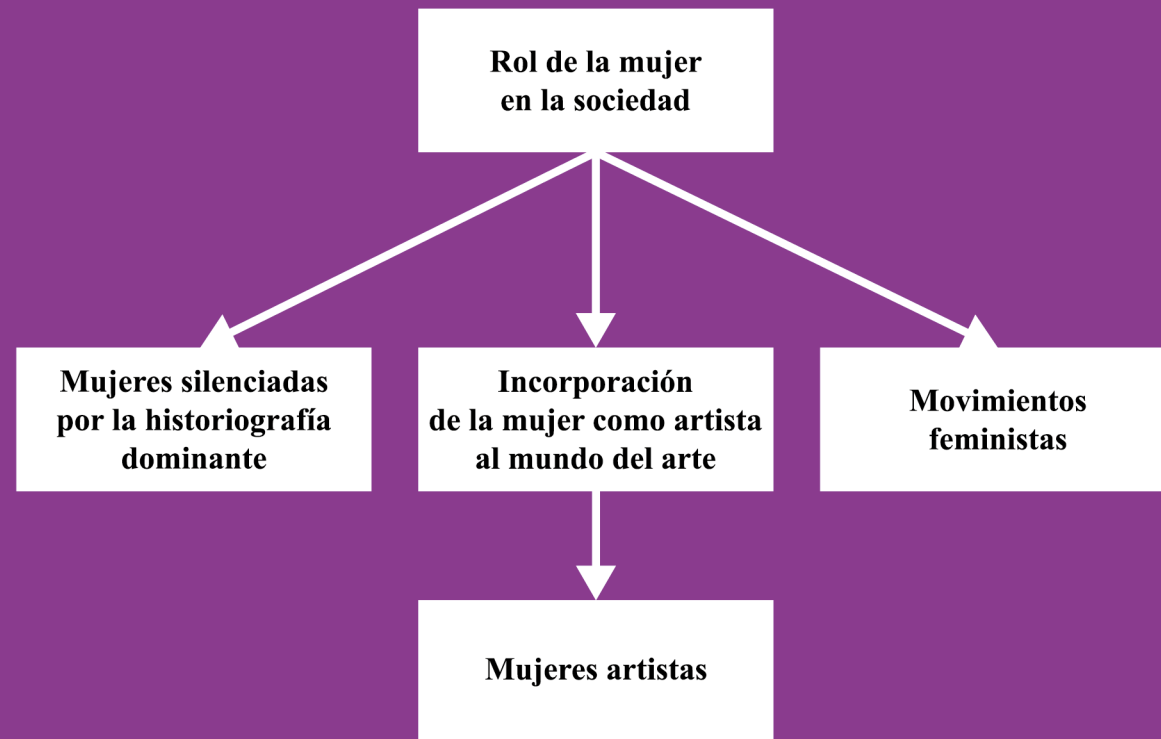 Rol de la mujer
en la sociedad
Mujeres silenciadas
por la historiografía
dominante
Incorporación
de la mujer como artista
al mundo del arte
Movimientos
feministas
Mujeres artistas